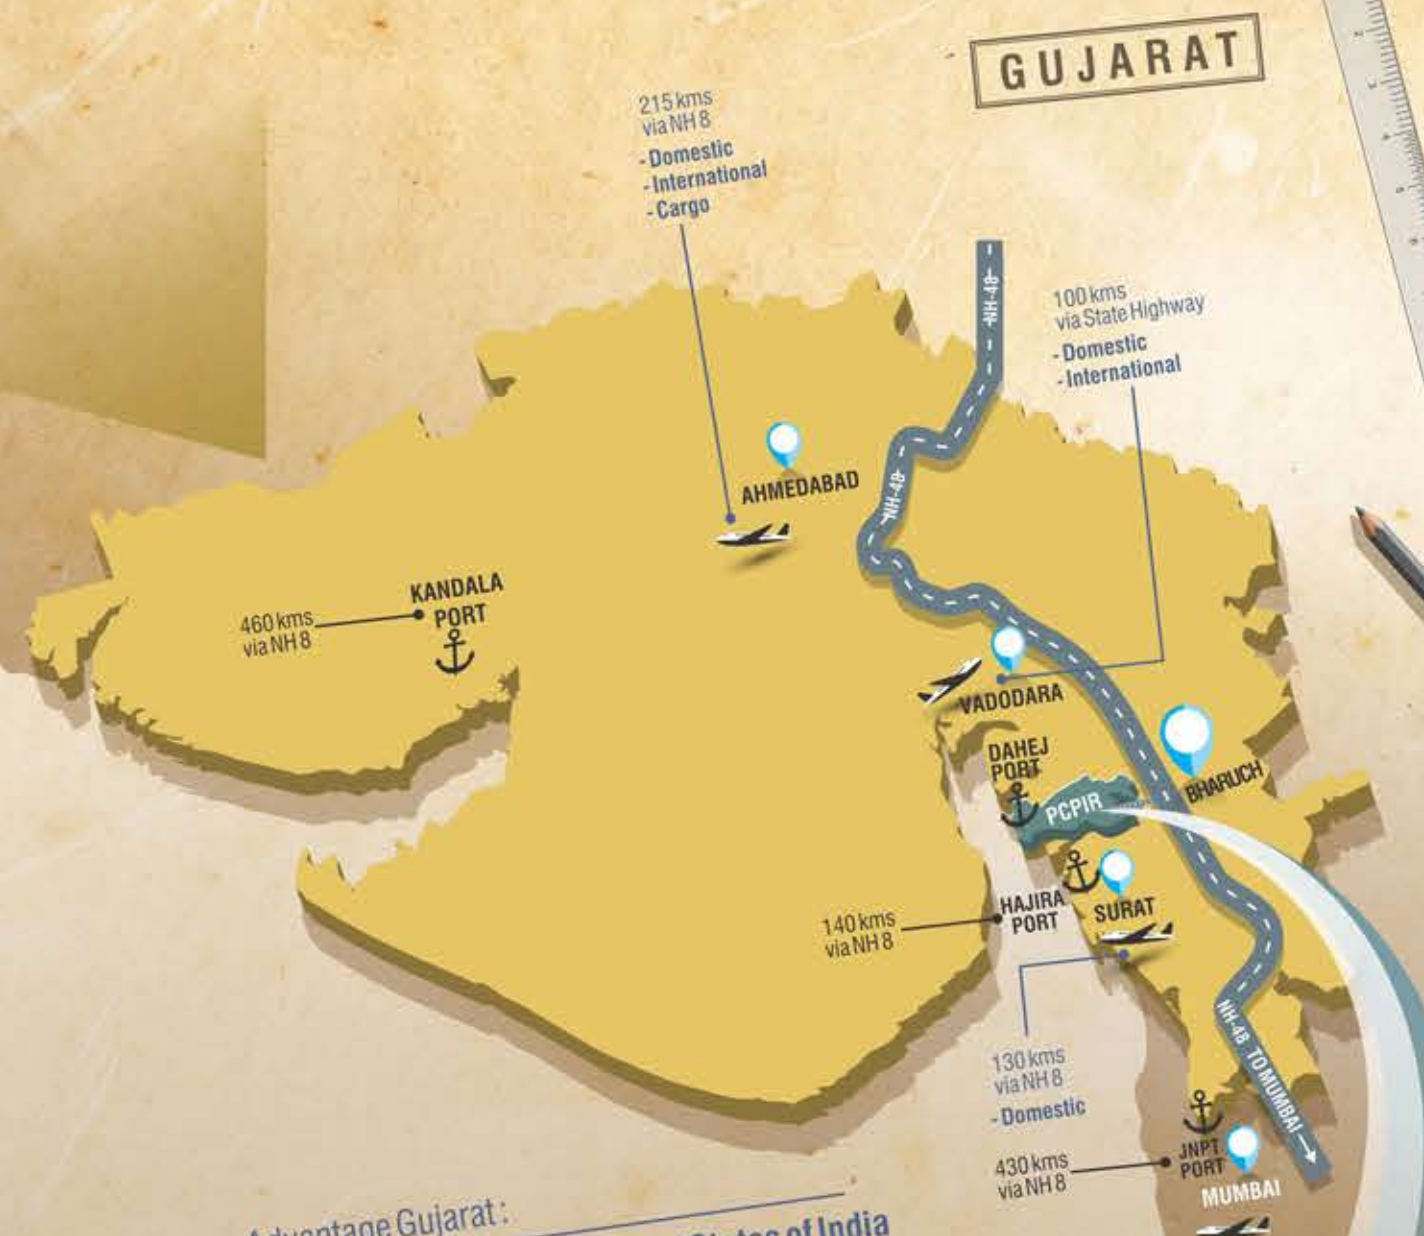 GUJARAT
215 kms
via NH 8
- Domestic
- International
- Cargo
NH-48
100 kms
via State Highway
- Domestic
- International
AHMEDABAD
NH-48
KANDALA
PORT
460 kms
via NH 8
VADODARA
DAHEJ
PORT
PCPIR
BHARUCH
HAJIRA
PORT
SURAT
140 kms
via NH 8
NH-48 TO MUMBAI
130 kms
via NH 8
- Domestic
430 kms
via NH 8
JNPT
PORT
MUMBAI
Advantage Gujarat:
States of India